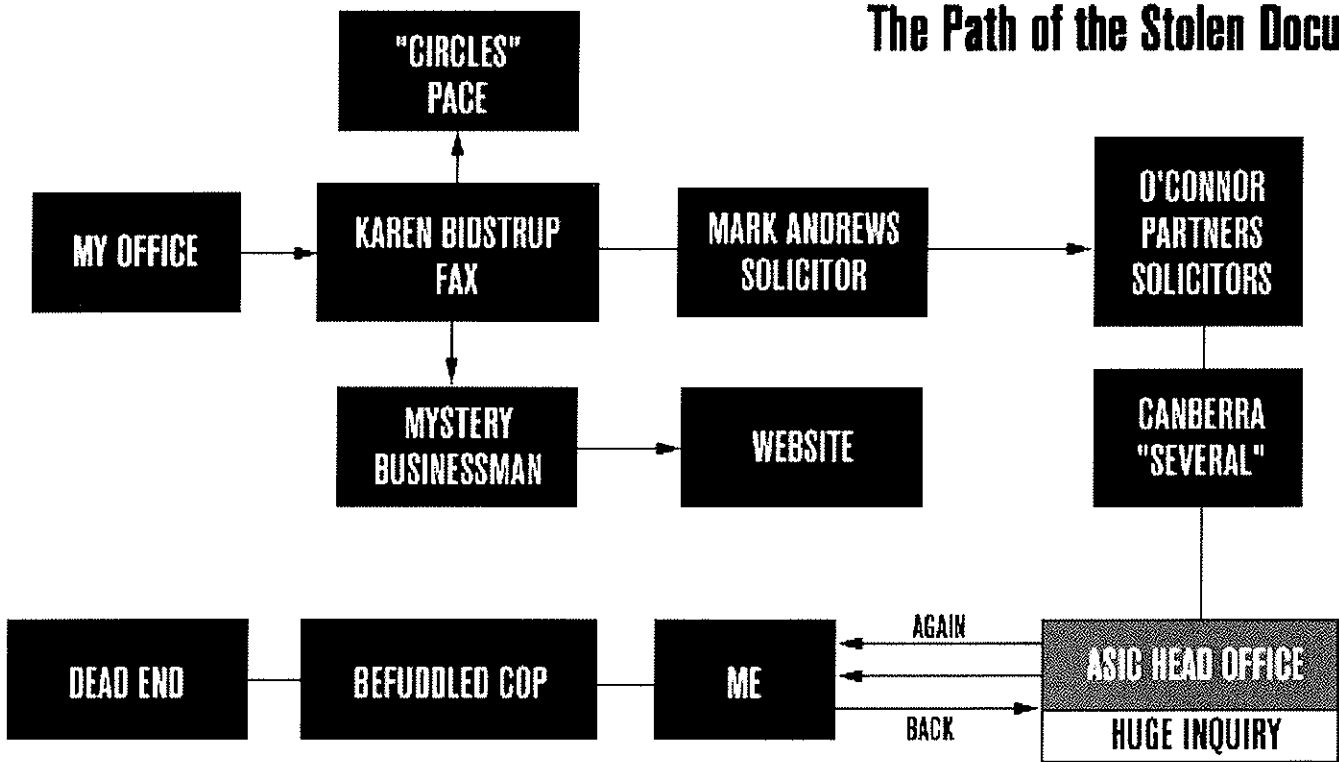 The Path of the Stolen Docu
"CIRCLES"
PACE
MY OFFICE
KAREN BIDSTRUP
FAX
MARK ANDREWS
SOLICITOR
O'CONNOR
PARTNERS
SOLICITORS
MYSTERY
BUSINESSMAN
WEBSITE
CANBERRA
"SEVERAL"
DEAD END
BEFUDDLED COP
ME
AGAIN
BACK
ASIC HEAD OFFICE
HUGE INQUIRY